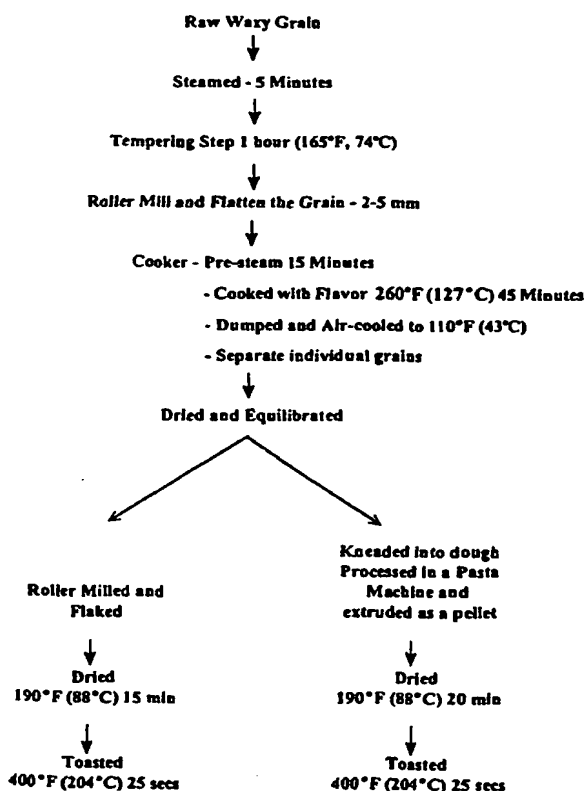 Raw Waxy Grain
Steamed - 5 Minutes
Tempering Step 1 hour (165°F, 74°C)
Roller Mill and Flatten the Grain - 2-5 mm
Cooker - Pre-steam 15 Minutes
- Cooked with Flavor 260°F (127°C) 45 Minutes
- Dumped and Air-cooled to 110°F (43°C)
- Separate individual grains
Dried and Equilibrated
Roller Milled and
Flaked
Dried
190°F (88°C) 15 min
Toasted
400°F (204°C) 25 secs
Kneaded into dough
Processed in a Pasta
Machine and
extruded as a pellet
Dried
190°F (88°C) 20 min
Toasted
400°F (204°C) 25 secs